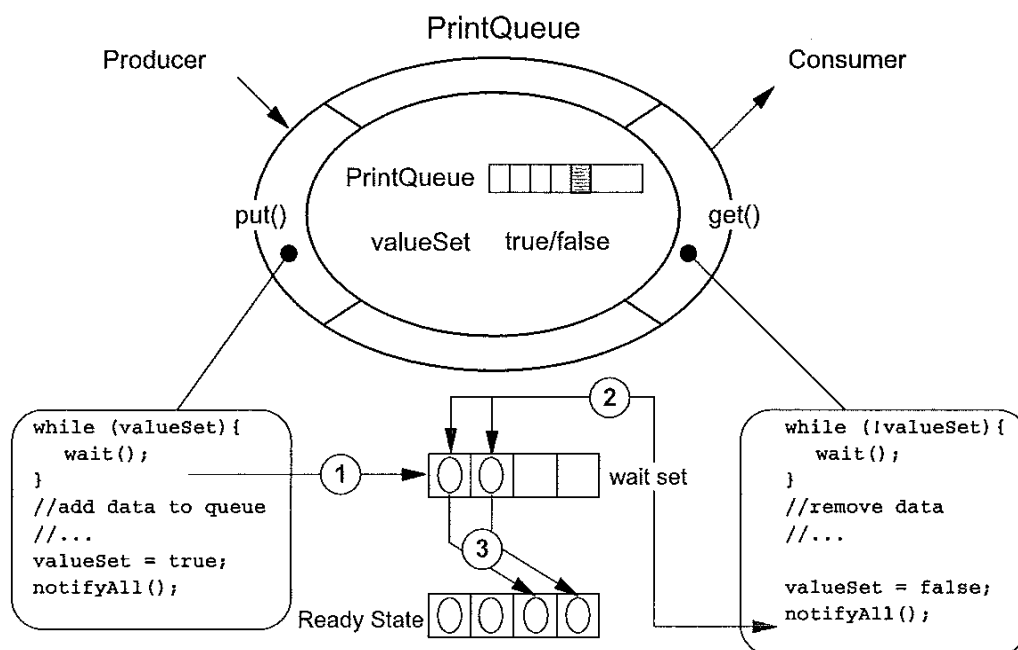 PrintQueue
Producer
Consumer
PrintQueue
put()
get()
valueSet true/false
while (valueSet){
wait();
}
//add data to queue
//...
valueSet = true;
notifyAll();
1
2
wait set
3
Ready State
while (!valueSet){
wait();
}
//remove data
//...
valueSet = false;
notifyAll();